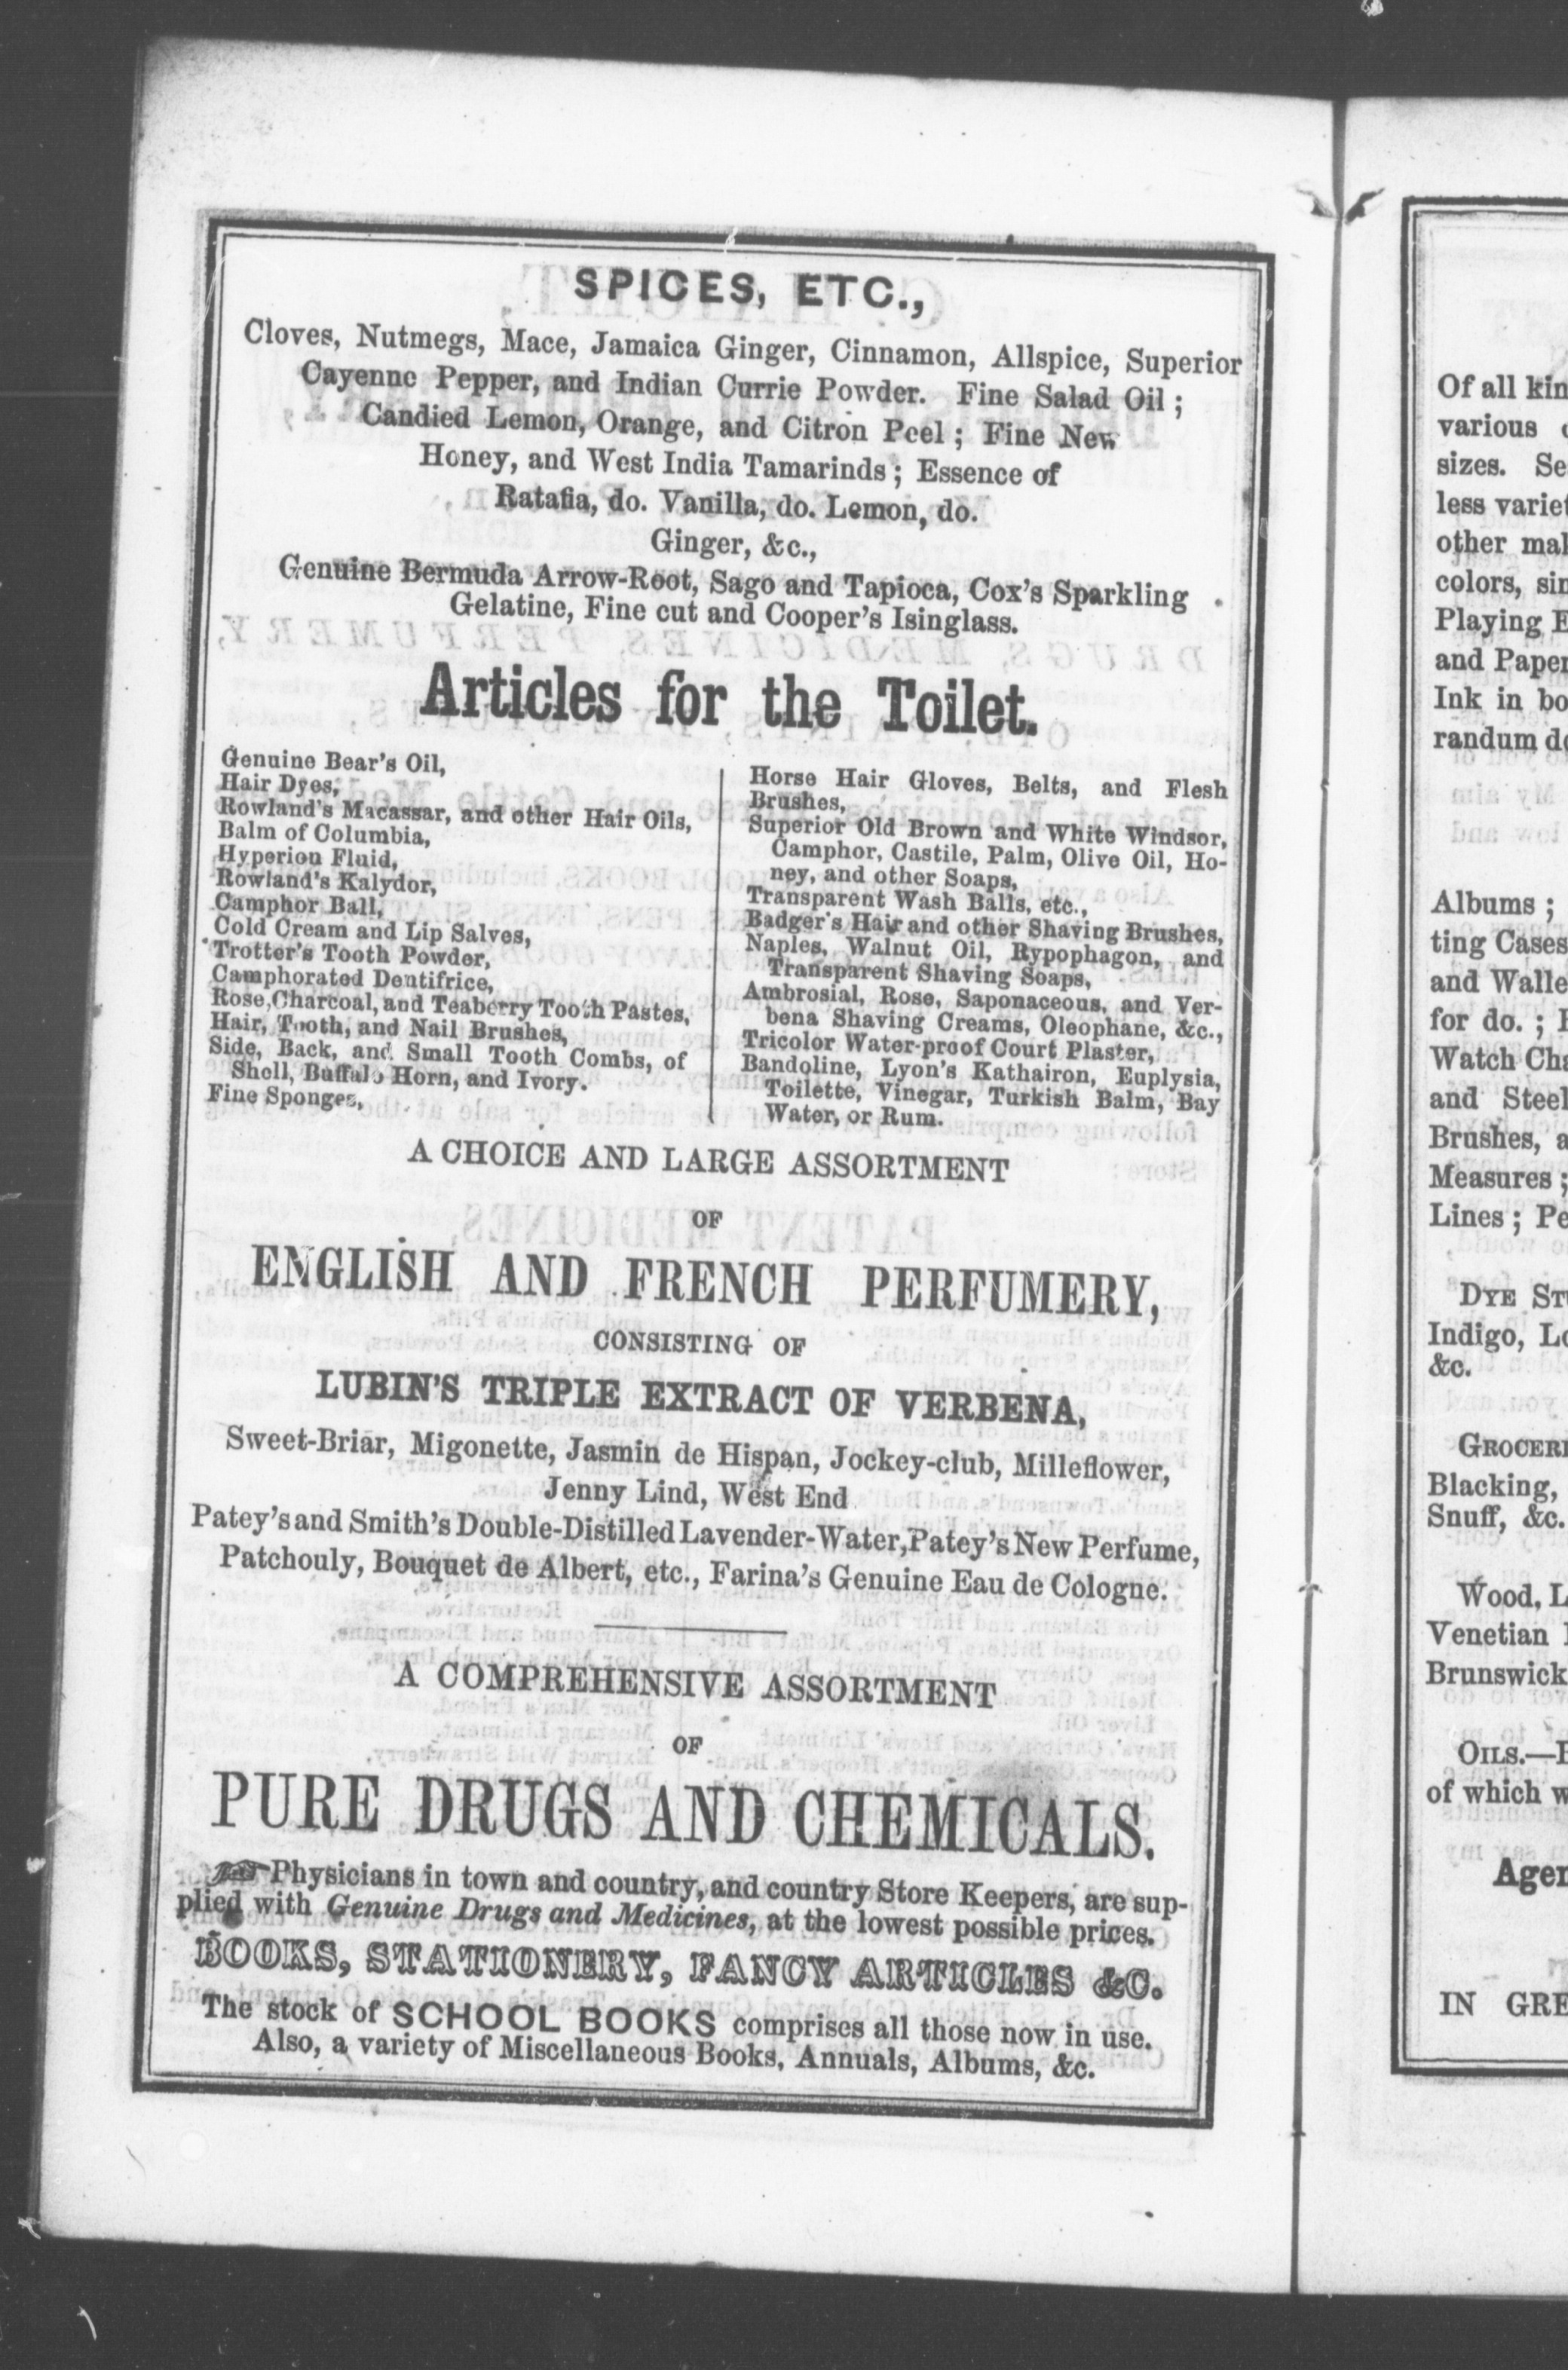 SPICES, ETC.,
Cloves, Nutmegs, Mace, Jamaica Ginger, Cinnamon, Allspice, Superior
Cayenne Pepper, and Indian Currie Powder. Fine Salad Oil ;
Candied Lemon, Orange, and Citron Peel ; Fine New
Honey, and West India Tamarinds ; Essence of
Ratafia, do. Vanilla, do. Lemon, do.
Ginger, &c.,
Genuine Bermuda Arrow-Root, Sago and Tapioca, Cox's Sparkling
Gelatine, Fine cut and Cooper's Isinglass.
Articles for the Toilet.
Genuine Bear's Oil,
Hair Dyes,
Rowland's Macassar, and other Hair Oils,
Balm of Columbia,
Hyperion Fluid,
Rowland's Kalydor,
Camphor Ball,
Cold Cream and Lip Salves,
Trotter's Tooth Powder,
Camphorated Dentifrice,
Rose, Charcoal, and Teaberry Tooth Pastes,
Hair, Tooth, and Nail Brushes,
Side, Back, and Small Tooth Combs, of
Shell, Buffalo Horn, and Ivory.
Fine Sponges,
Horse Hair Gloves, Belts, and Flesh
Brushes,
Superior Old Brown and White Windsor,
Camphor, Castile, Palm, Olive Oil, Ho-
ney, and other Soaps,
Transparent Wash Balls, etc.,
Badger's Hair and other Shaving Brushes,
Naples, Walnut Oil, Rypophagon, and
Transparent Shaving Soaps,
Ambrosial, Rose, Saponaceous, and Ver-
bena Shaving Creams, Oleophane, &c.,
Tricolor Water-proof Court Plaster,
Bandoline, Lyon's Kathairon, Euplysia,
Toilette, Vinegar, Turkish Balm, Bay
Water, or Rum.
A CHOICE AND LARGE ASSORTMENT
OF
ENGLISH AND FRENCH PERFUMERY,
CONSISTING OF
LUBIN'S TRIPLE EXTRACT OF VERBENA,
Sweet-Briar, Migonette, Jasmin de Hispan, Jockey-club, Milleflower,
Jenny Lind, West End
Patey's and Smith's Double-Distilled Lavender-Water, Patey's New Perfume,
Patchouly, Bouquet de Albert, etc., Farina's Genuine Eau de Cologne.
A COMPREHENSIVE ASSORTMENT
OF
PURE DRUGS AND CHEMICALS.
Physicians in town and country, and country Store Keepers, are sup-
plied with Genuine Drugs and Medicines, at the lowest possible prices.
BOOKS, STATIONERY, FANCY ARTICLES &C.
The stock of SCHOOL BOOKS comprises all those now in use.
Also, a variety of Miscellaneous Books, Annuals, Albums, &c.
Of all
various
sizes.
less
other
colors,
Playing
and Paper
Ink in
randum
Albums ;
ting Cases
and
for do. ;
Watch
and Steel
Brushes,
Measures ;
Lines ;
DYE
Indigo,
&c.
Blacking,
Snuff, &c.
Wood,
Venetian
Brunswick
OILS.—
of which
IN